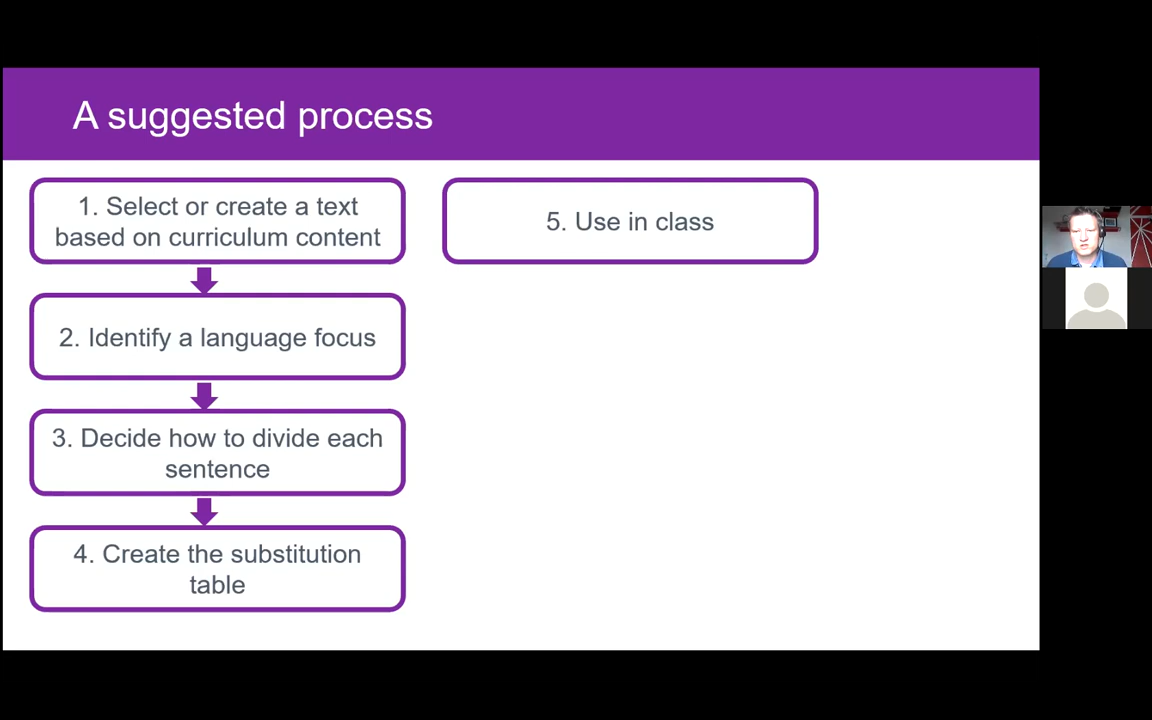 A suggested process
1. Select or create a text
based on curriculum content
2. Identify a language focus
3. Decide how to divide each
sentence
4. Create the substitution
table
5. Use in class